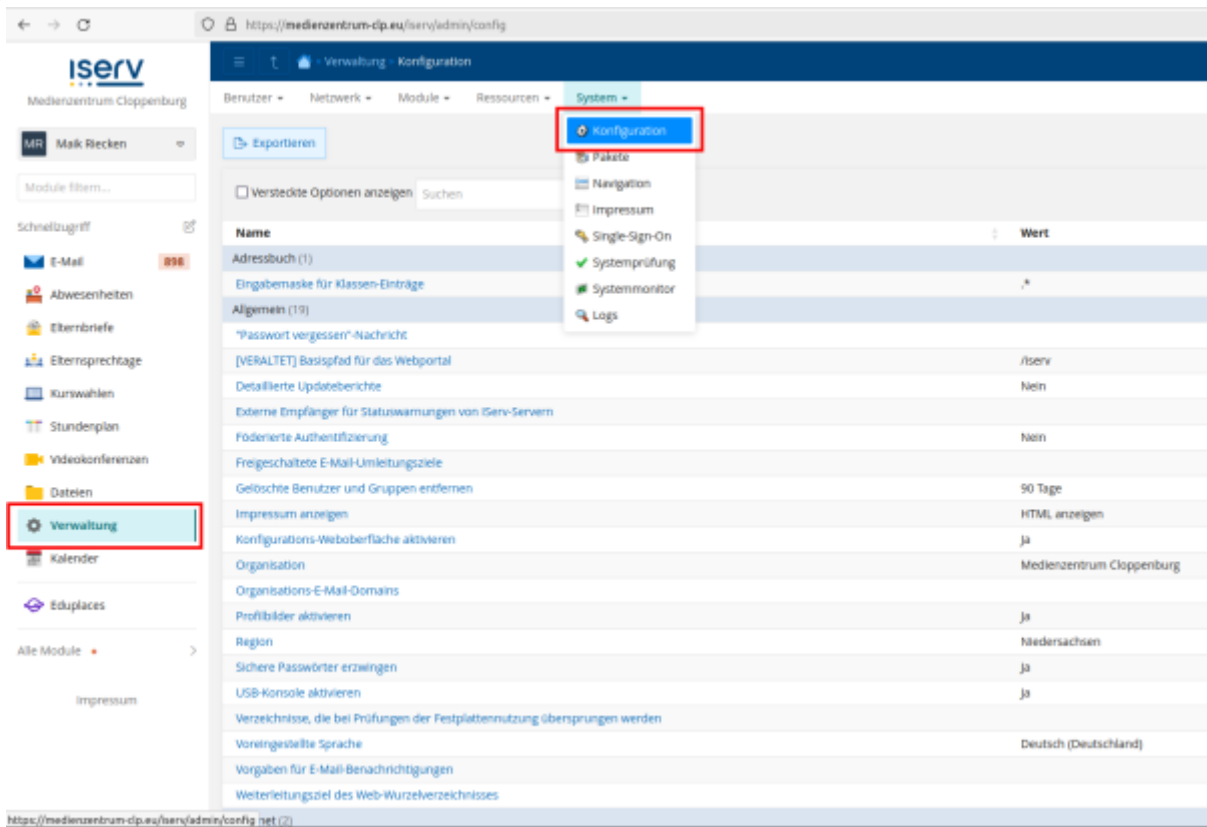 https://medienzentrum-clp.eu/iserv/admin/config
ISERV
Medienzentrum Cloppenburg
MR Maik Riecken
Module filtern...
Schnellzugriff
E-Mail 898
Abwesenheiten
Elternbriefe
Elternsprechtage
Kurswahlen
Stundenplan
Videokonferenzen
Dateien
Verwaltung
Kalender
Eduplaces
Alle Module
Impressum
Verwaltung Konfiguration
Benutzer Netzwerk Module Ressourcen System
Konfiguration
Pakete
Navigation
Impressum
Single-Sign-On
Systemprüfung
Systemmonitor
Logs
Exportieren
Versteckte Optionen anzeigen Suchen
Name Wert
Adressbuch (1)
Eingabemaske für Klassen-Einträge .*
Allgemein (19)
"Passwort vergessen"-Nachricht
[VERALTET] Basispfad für das Webportal /iserv
Detaillierte Updateberichte Nein
Externe Empfänger für Statuswarnungen von IServ-Servern
Föderierte Authentifizierung Nein
Freigeschaltete E-Mail-Umleitungsziele
Gelöschte Benutzer und Gruppen entfernen 90 Tage
Impressum anzeigen HTML anzeigen
Konfigurations-Weboberfläche aktivieren Ja
Organisation Medienzentrum Cloppenburg
Organisations-E-Mail-Domains
Profilbilder aktivieren Ja
Region Niedersachsen
Sichere Passwörter erzwingen Ja
USB-Konsole aktivieren Ja
Verzeichnisse, die bei Prüfungen der Festplattennutzung übersprungen werden
Voreingestellte Sprache Deutsch (Deutschland)
Vorgaben für E-Mail-Benachrichtigungen
Weiterleitungsziel des Web-Wurzelverzeichnisses
https://medienzentrum-clp.eu/iserv/admin/config net (2)